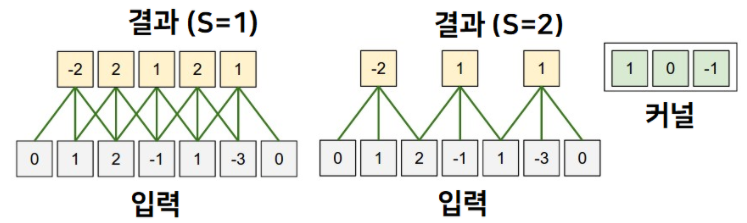 결과 (S=1)
-2 2 1 2 1
0 1 2 -1 1 -3 0
입력
결과 (S=2)
-2 1 1
0 1 2 -1 1 -3 0
입력
1 0 -1
커널